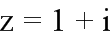 z = 1 + i